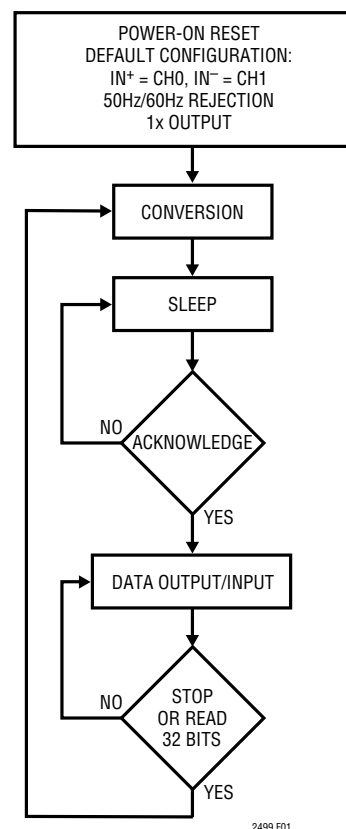 POWER-ON RESET
DEFAULT CONFIGURATION:
IN⁺ = CH0, IN⁻ = CH1
50Hz/60Hz REJECTION
1x OUTPUT
CONVERSION
SLEEP
NO
ACKNOWLEDGE
YES
DATA OUTPUT/INPUT
NO
STOP
OR READ
32 BITS
YES
2499 F01